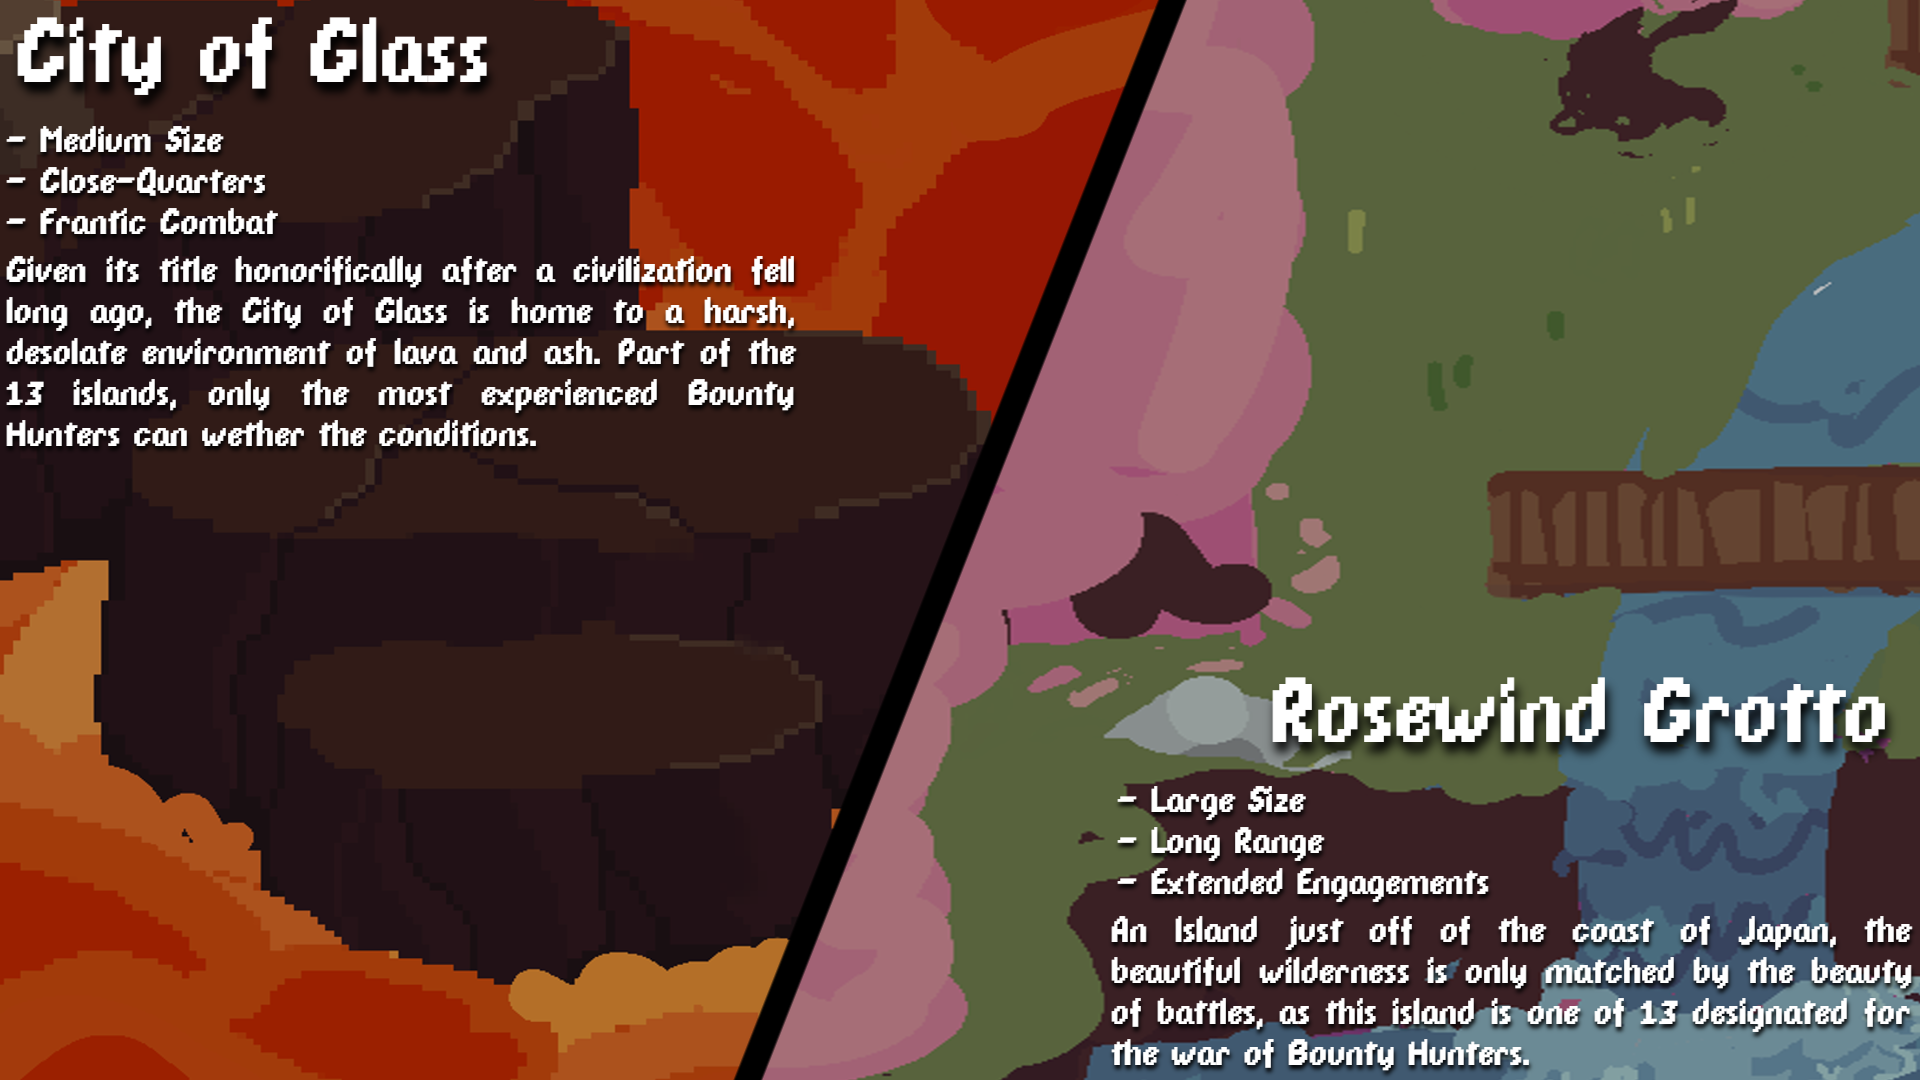 City of Glass
- Medium Size
- Close-Quarters
- Frantic Combat
Given its title honorifically after a civilization fell
long ago, the City of Glass is home to a harsh,
desolate environment of lava and ash. Part of the
13 islands, only the most experienced Bounty
Hunters can wether the conditions.
Rosewind Grotto
- Large Size
- Long Range
- Extended Engagements
An Island just off of the coast of Japan, the
beautiful wilderness is only matched by the beauty
of battles, as this island is one of 13 designated for
the war of Bounty Hunters.